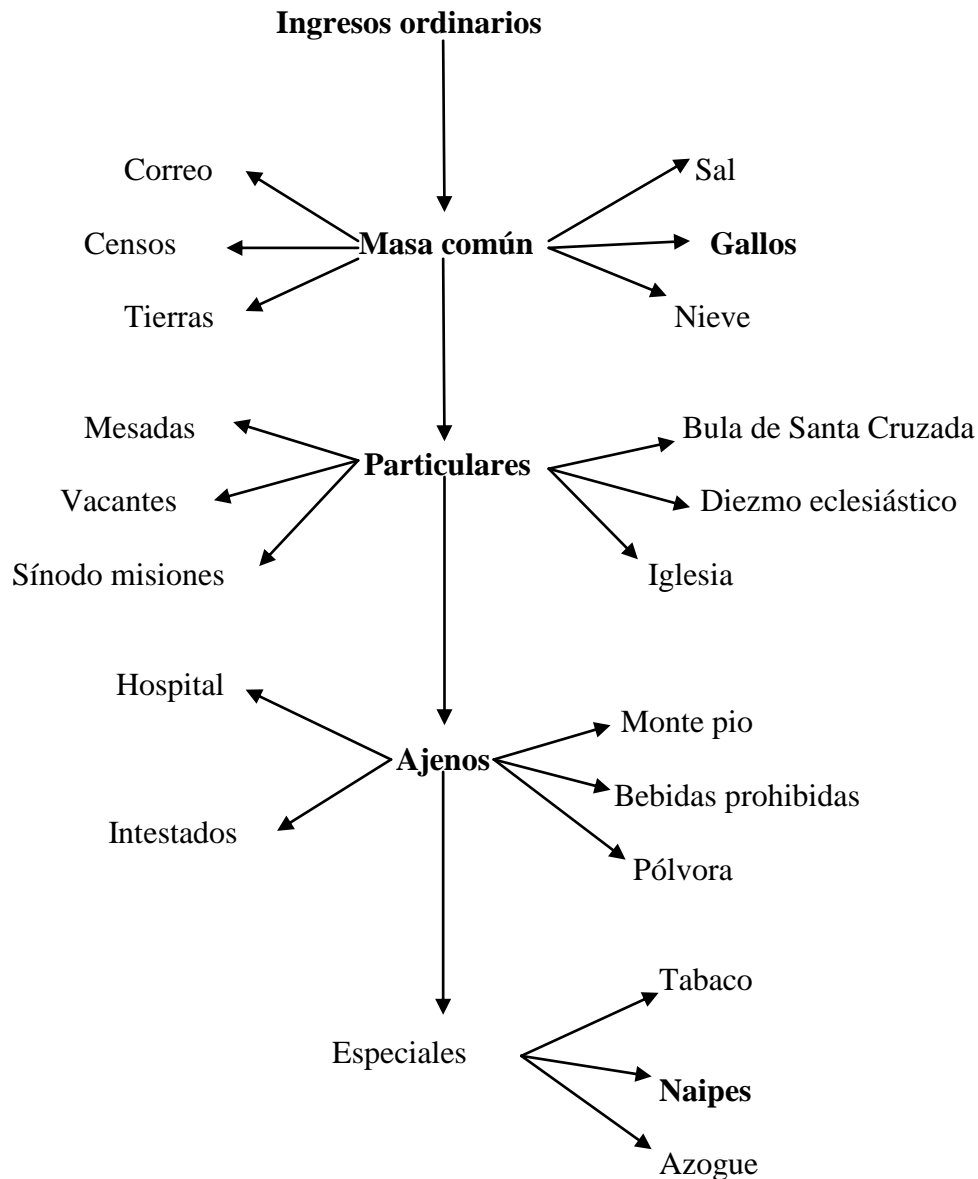 Ingresos ordinarios
Correo
Sal
Censos
Masa común
Gallos
Tierras
Nieve
Mesadas
Bula de Santa Cruzada
Particulares
Vacantes
Diezmo eclesiástico
Sínodo misiones
Iglesia
Hospital
Monte pio
Ajenos
Bebidas prohibidas
Intestados
Pólvora
Tabaco
Especiales
Naipes
Azogue